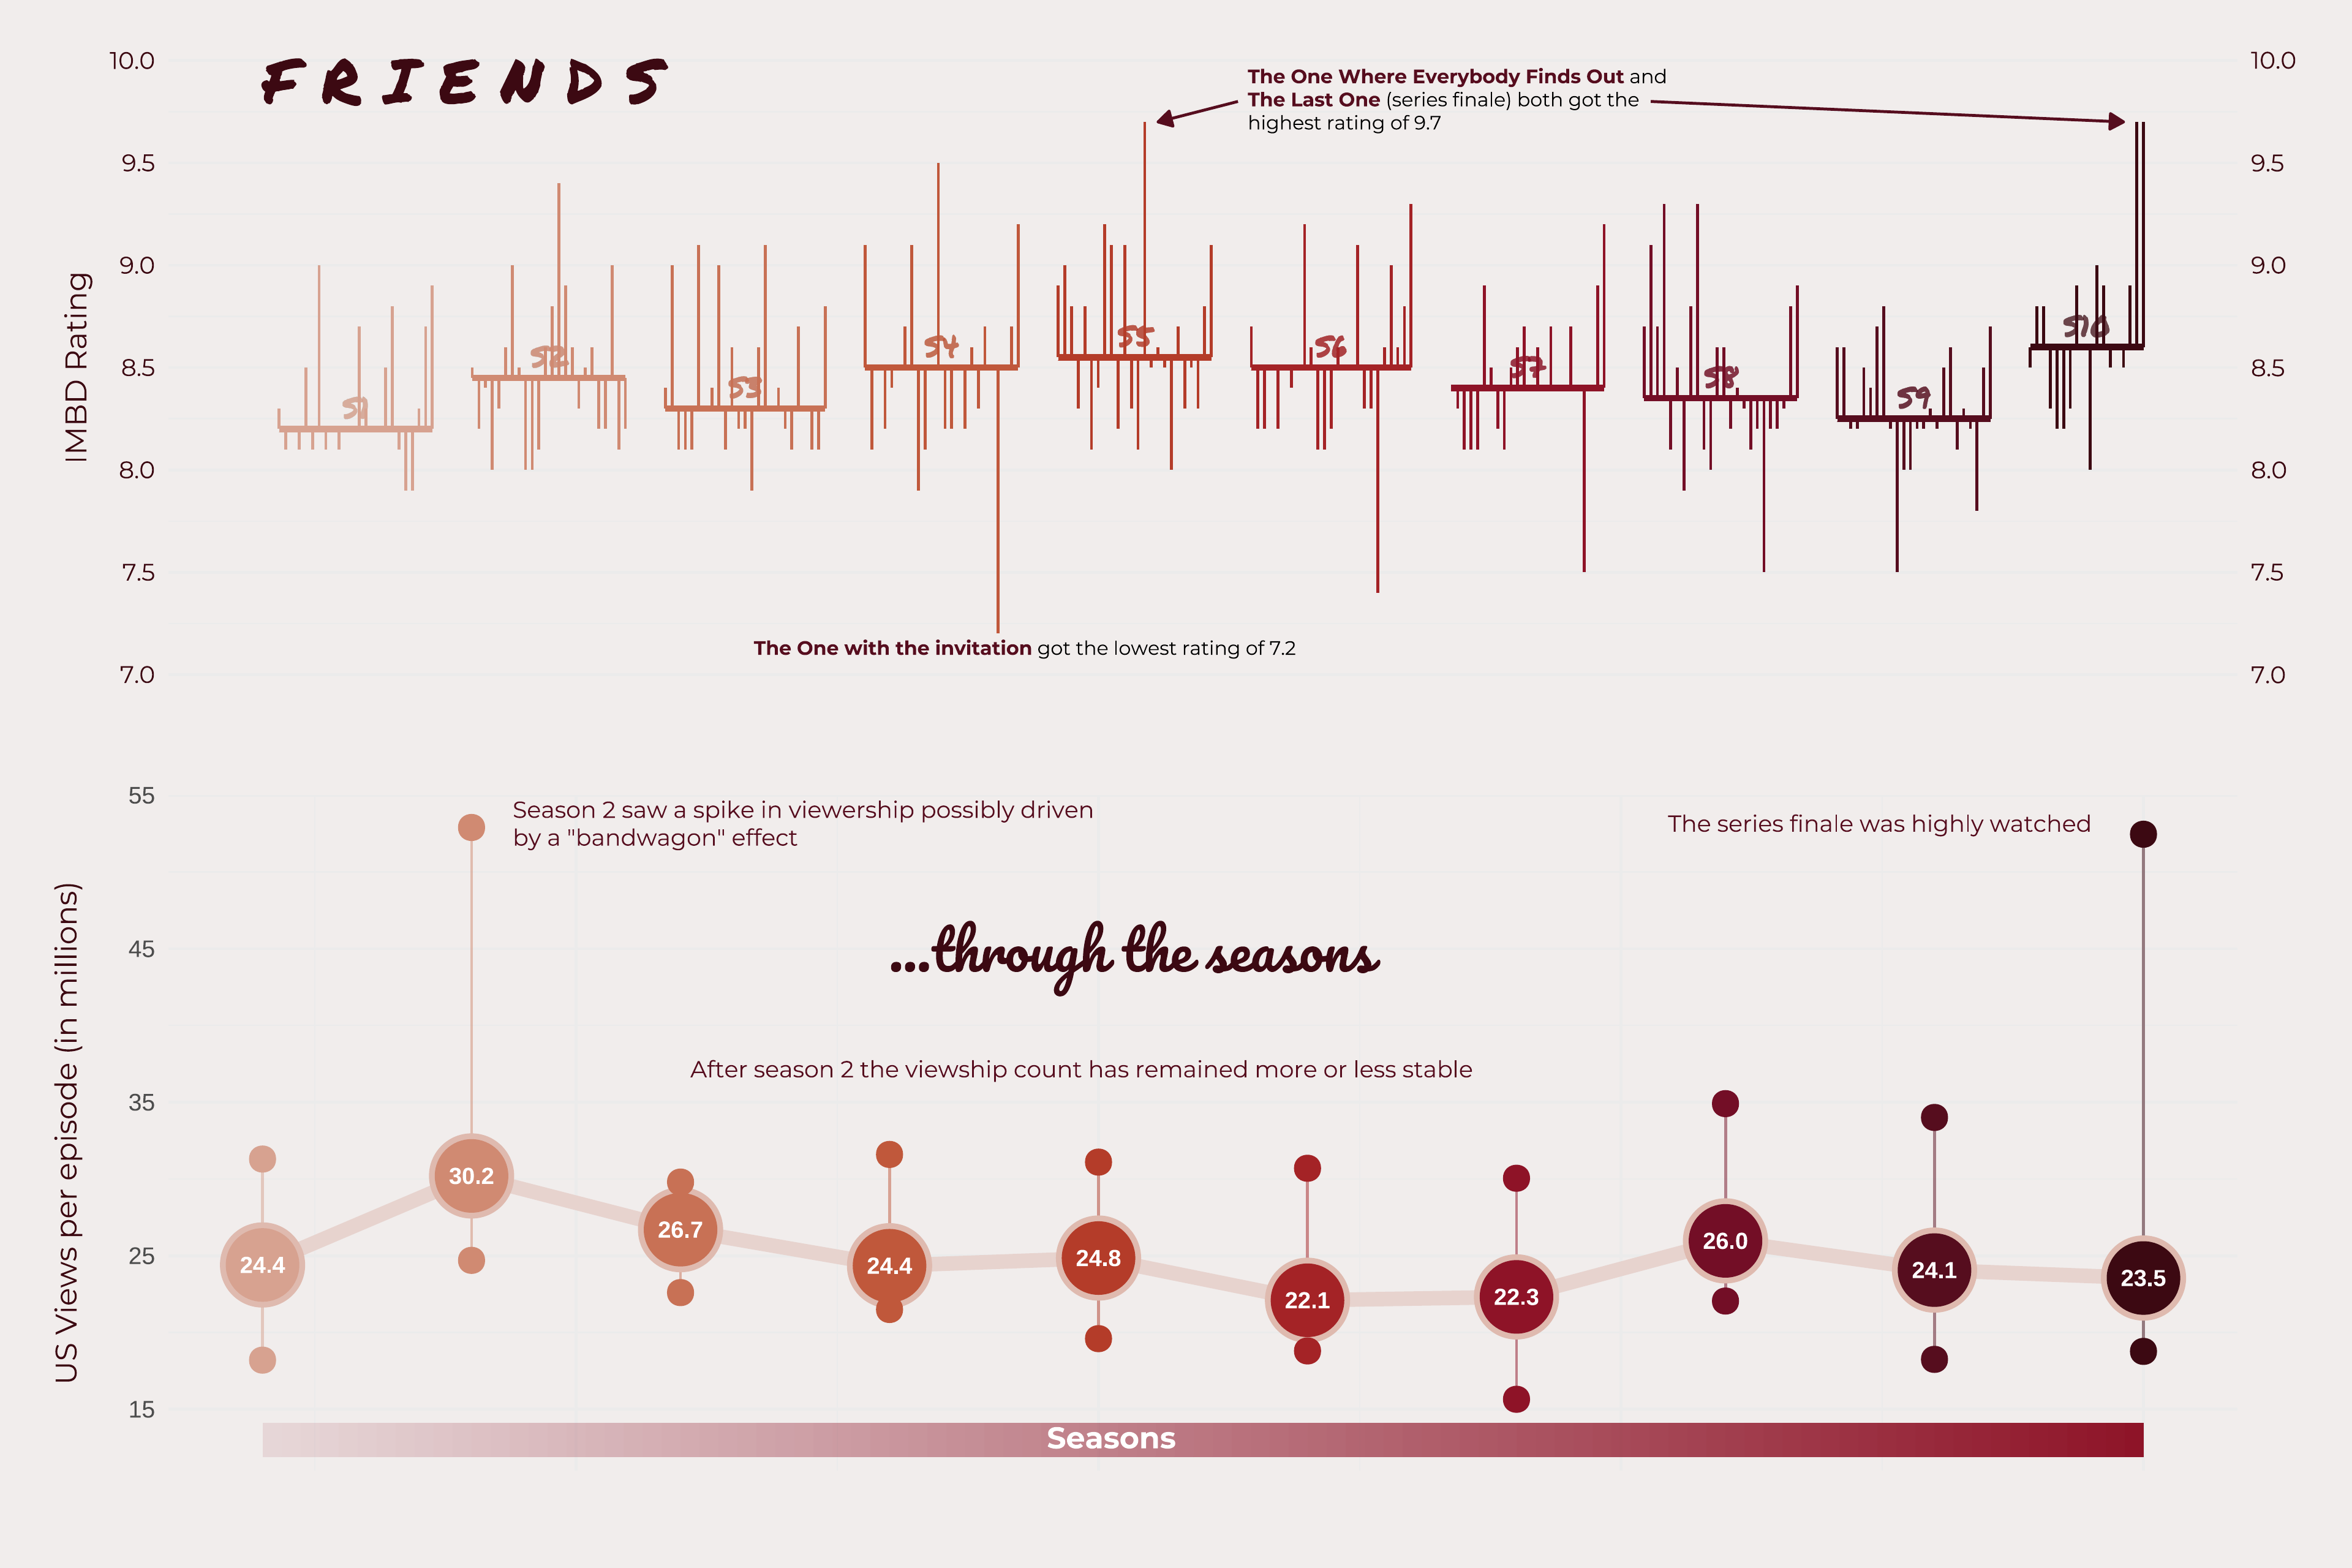 FRIENDS
10.0
9.5
9.0
8.5
8.0
7.5
7.0
IMBD Rating
10.0
9.5
9.0
8.5
8.0
7.5
7.0
The One Where Everybody Finds Out and
The Last One (series finale) both got the
highest rating of 9.7
S1
S2
S3
S4
S5
S6
S7
S8
S9
S10
The One with the invitation got the lowest rating of 7.2
55
45
35
25
15
US Views per episode (in millions)
Season 2 saw a spike in viewership possibly driven
by a "bandwagon" effect
The series finale was highly watched
...through the seasons
After season 2 the viewship count has remained more or less stable
24.4
30.2
26.7
24.4
24.8
22.1
22.3
26.0
24.1
23.5
Seasons